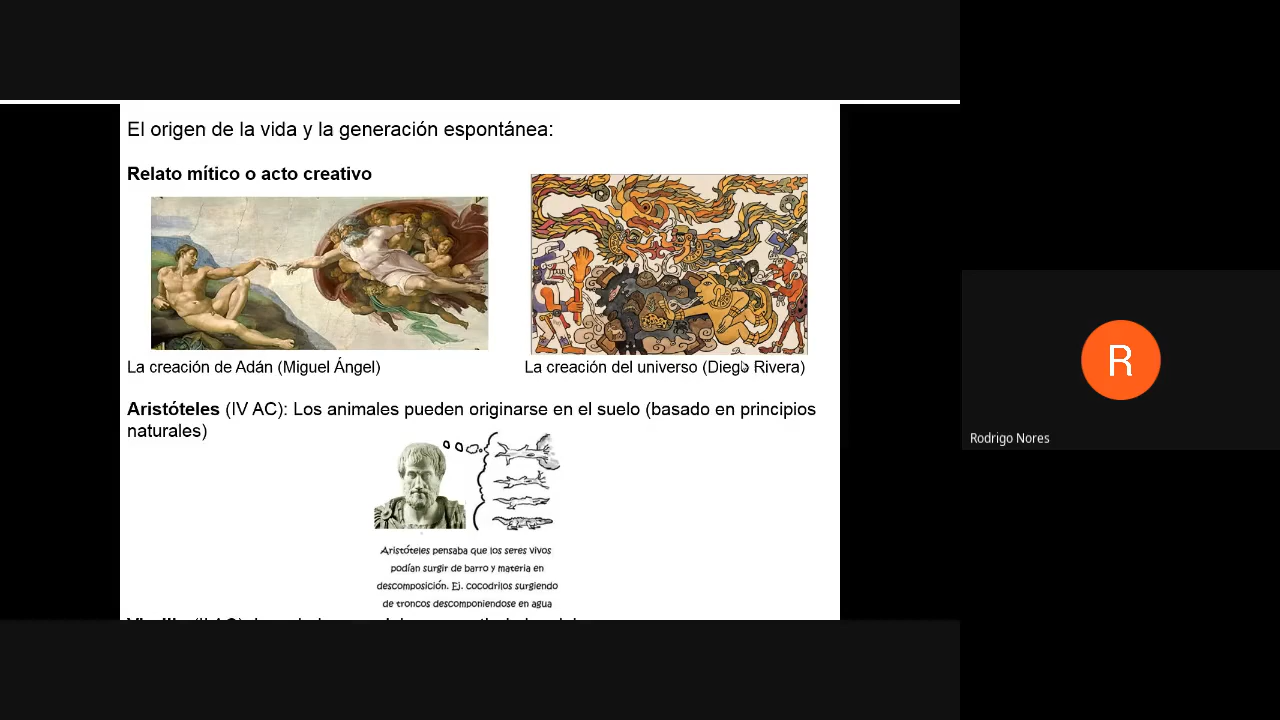 El origen de la vida y la generación espontánea:
Relato mítico o acto creativo
La creación de Adán (Miguel Ángel)
La creación del universo (Diego Rivera)
Aristóteles (IV AC): Los animales pueden originarse en el suelo (basado en principios
naturales)
Aristóteles pensaba que los seres vivos
podían surgir de barro y materia en
descomposición. Ej. cocodrilos surgiendo
de troncos descomponiendose en agua
R
Rodrigo Nores